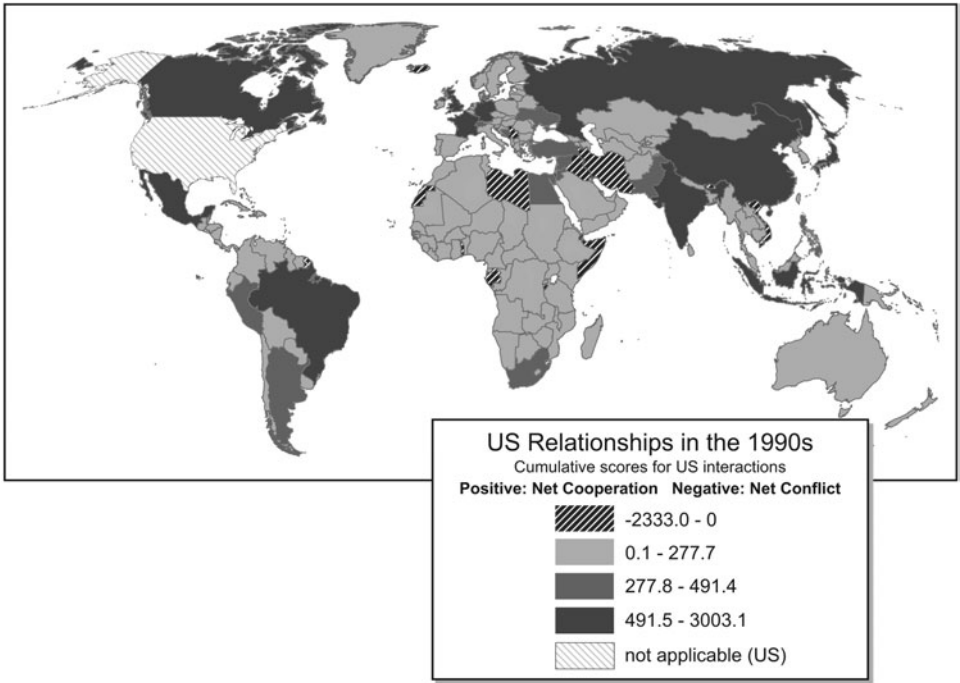 US Relationships in the 1990s
Cumulative scores for US interactions
Positive: Net Cooperation Negative: Net Conflict
-2333.0 - 0
0.1 - 277.7
277.8 - 491.4
491.5 - 3003.1
not applicable (US)